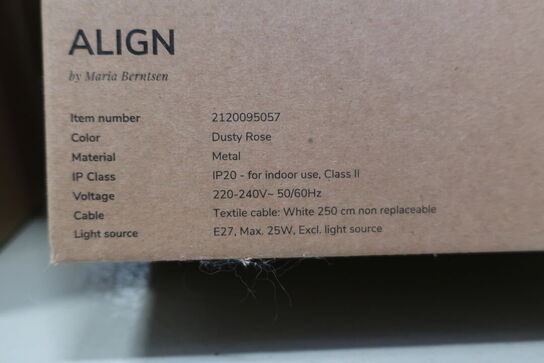 ALIGN
by Maria Berntsen
Item number 2120095057
Color Dusty Rose
Material Metal
IP Class IP20 - for indoor use, Class II
Voltage 220-240V~ 50/60Hz
Cable Textile cable: White 250 cm non replaceable
Light source E27, Max. 25W, Excl. light source